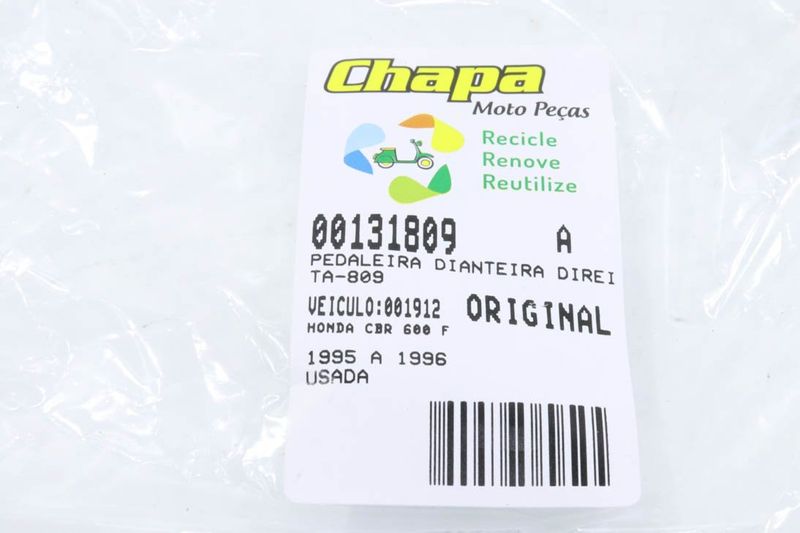 Chapa
Moto Peças
Recicle
Renove
Reutilize
00131809 A
PEDALEIRA DIANTEIRA DIREI
TA-809
VEICULO:001912 ORIGINAL
HONDA CBR 600 F
1995 A 1996
USADA